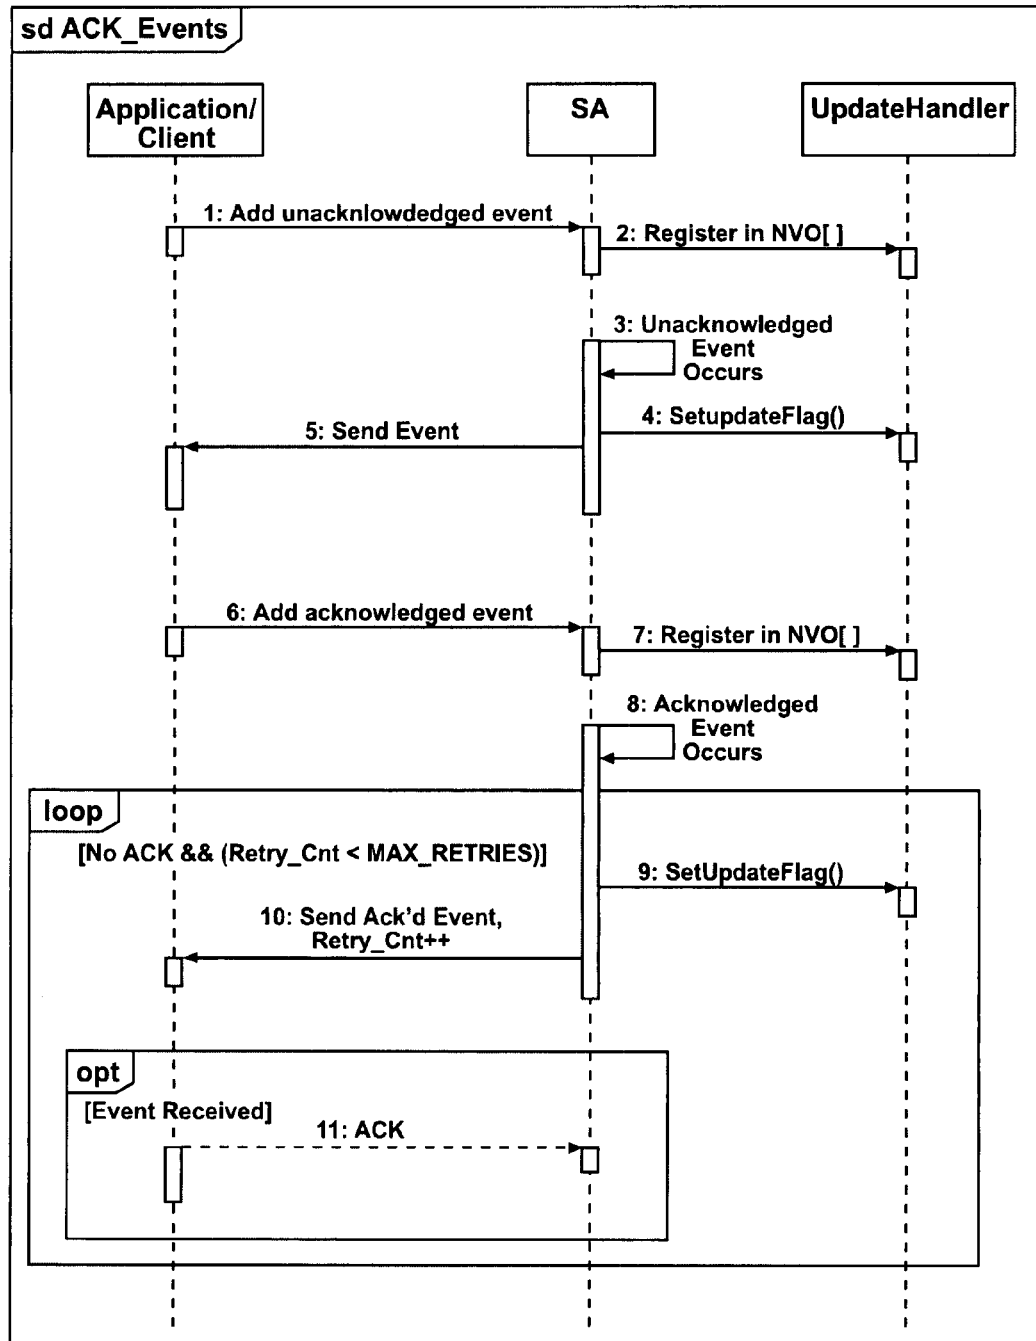 sd ACK_Events
Application/
Client
SA
UpdateHandler
1: Add unacknlowdedged event
2: Register in NVO[ ]
3: Unacknowledged
Event
Occurs
4: SetupdateFlag()
5: Send Event
6: Add acknowledged event
7: Register in NVO[ ]
8: Acknowledged
Event
Occurs
loop
[No ACK && (Retry_Cnt < MAX_RETRIES)]
9: SetUpdateFlag()
10: Send Ack'd Event,
Retry_Cnt++
opt
[Event Received]
11: ACK